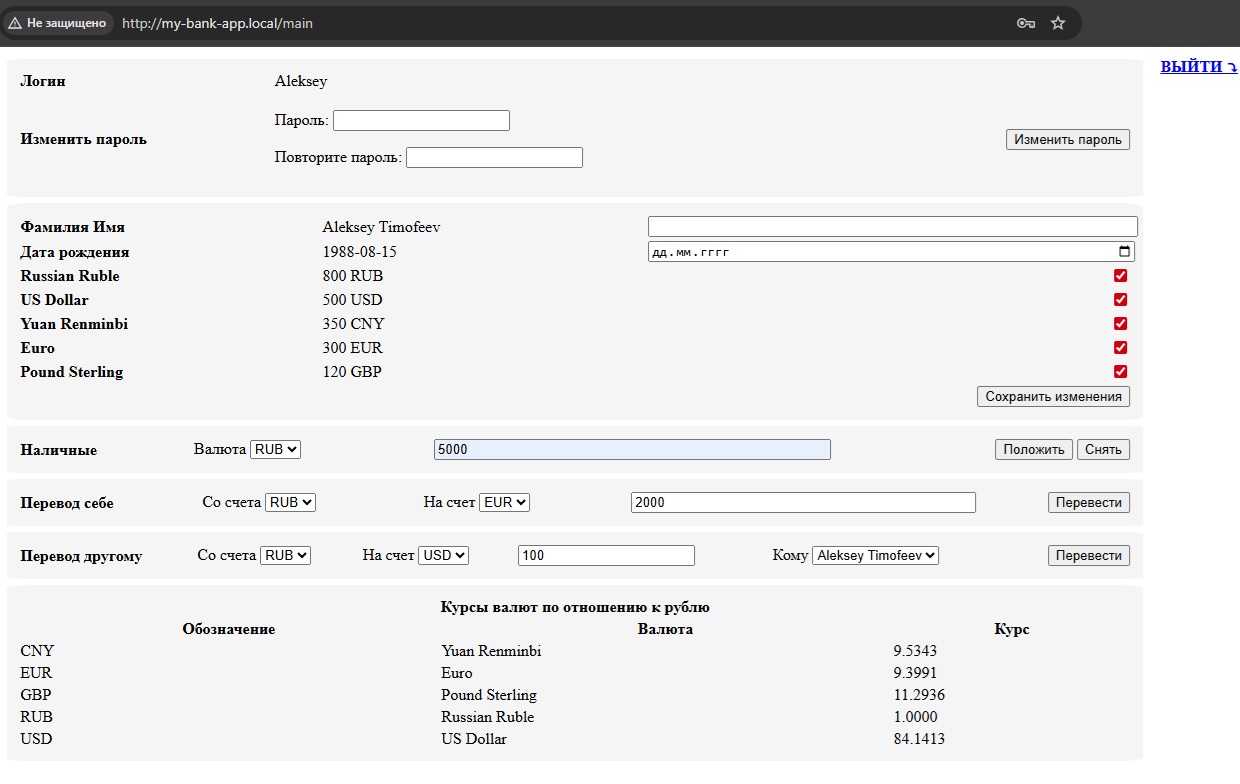 Не защищено http://my-bank-app.local/main
ВЫЙТИ ⤵
Логин Aleksey
Пароль:
Изменить пароль Изменить пароль
Повторите пароль:
Фамилия Имя Aleksey Timofeev
Дата рождения 1988-08-15 дд.мм.гггг
Russian Ruble 800 RUB
US Dollar 500 USD
Yuan Renminbi 350 CNY
Euro 300 EUR
Pound Sterling 120 GBP
Сохранить изменения
Наличные Валюта RUB 5000 Положить Снять
Перевод себе Со счета RUB На счет EUR 2000 Перевести
Перевод другому Со счета RUB На счет USD 100 Кому Aleksey Timofeev Перевести
Курсы валют по отношению к рублю
Обозначение Валюта Курс
CNY Yuan Renminbi 9.5343
EUR Euro 9.3991
GBP Pound Sterling 11.2936
RUB Russian Ruble 1.0000
USD US Dollar 84.1413